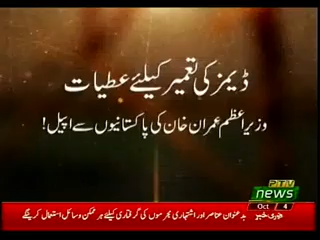 ڈیمز کی تعمیر کیلئے عطیات
وزیراعظم عمران خان کی پاکستانیوں سے اپیل!
PTV
news
Oct 4
بدعنوان عناصر اور اشتہاری مجرموں کی گرفتاری کیلئے ہر ممکن وسائل استعمال کرینگے